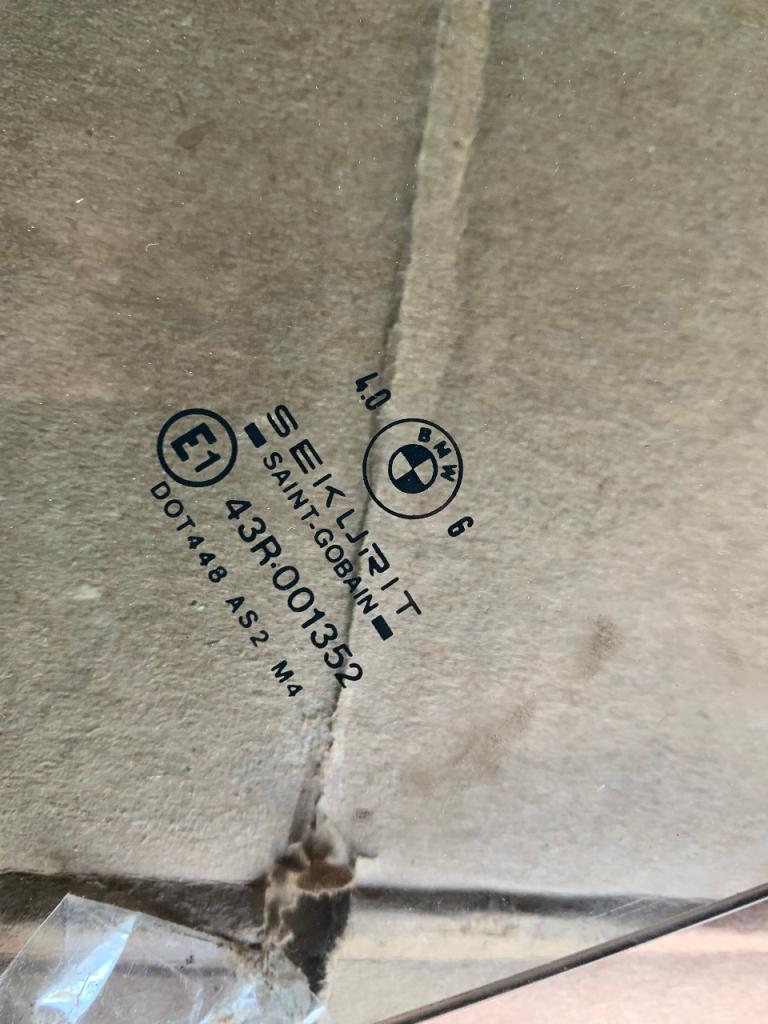 4.0
BMW
6
SEKURIT
SAINT-GOBAIN
E1
43R-001352
DOT448 AS2 M4